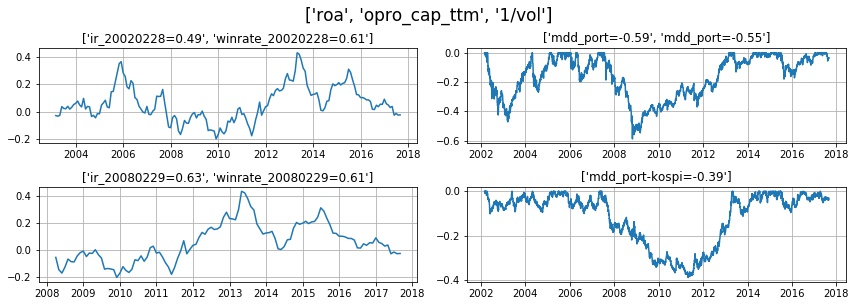 ['roa', 'opro_cap_ttm', '1/vol']
['ir_20020228=0.49', 'winrate_20020228=0.61']
0.4
0.2
0.0
−0.2
2004 2006 2008 2010 2012 2014 2016 2018
['mdd_port=-0.59', 'mdd_port=-0.55']
0.0
−0.2
−0.4
−0.6
2002 2004 2006 2008 2010 2012 2014 2016 2018
['ir_20080229=0.63', 'winrate_20080229=0.61']
0.4
0.2
0.0
−0.2
2008 2009 2010 2011 2012 2013 2014 2015 2016 2017 2018
['mdd_port-kospi=-0.39']
0.0
−0.2
−0.4
2002 2004 2006 2008 2010 2012 2014 2016 2018